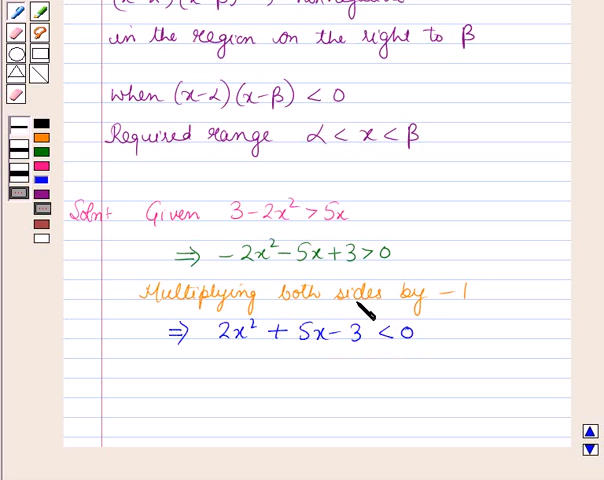 in the region on the right to β
when (x-α)(x-β) < 0
Required range α < x < β
Soln+ Given 3-2x² > 5x
⇒ -2x²-5x+3>0
Multiplying both sides by -1
⇒ 2x² + 5x-3 < 0